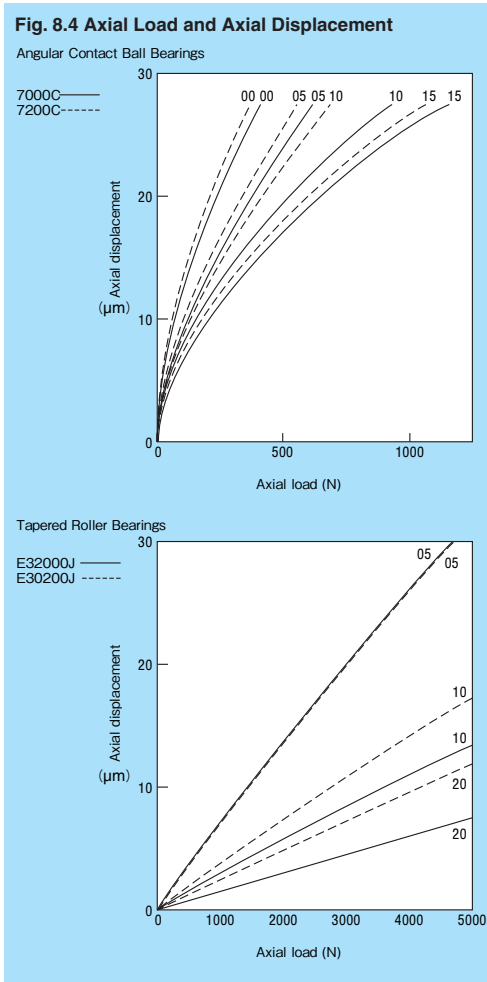 Fig. 8.4 Axial Load and Axial Displacement
Angular Contact Ball Bearings
7000C
7200C
30
20
10
0
Axial displacement
(μm)
00 00 05 05 10 10 15 15
0 500 1000
Axial load (N)
Tapered Roller Bearings
E32000J
E30200J
30
20
10
0
Axial displacement
(μm)
05
05
10
10
20
20
0 1000 2000 3000 4000 5000
Axial load (N)